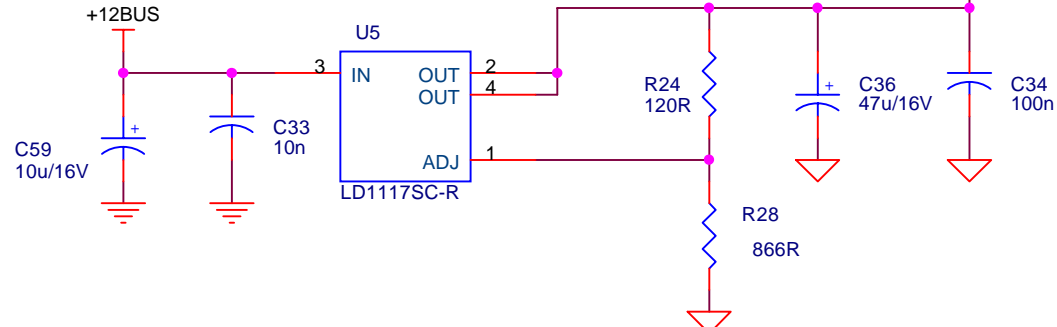 +12BUS
U5
3
IN
OUT
2
OUT
4
ADJ
1
LD1117SC-R
C59
10u/16V
+
C33
10n
R24
120R
+
C36
47u/16V
C34
100n
R28
866R